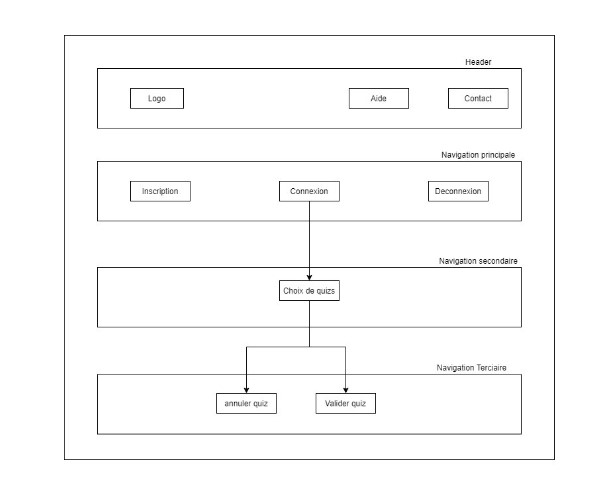 Header
Logo
Aide
Contact
Navigation principale
Inscription
Connexion
Deconnexion
Navigation secondaire
Choix de quizs
Navigation Terciaire
annuler quiz
Valider quiz